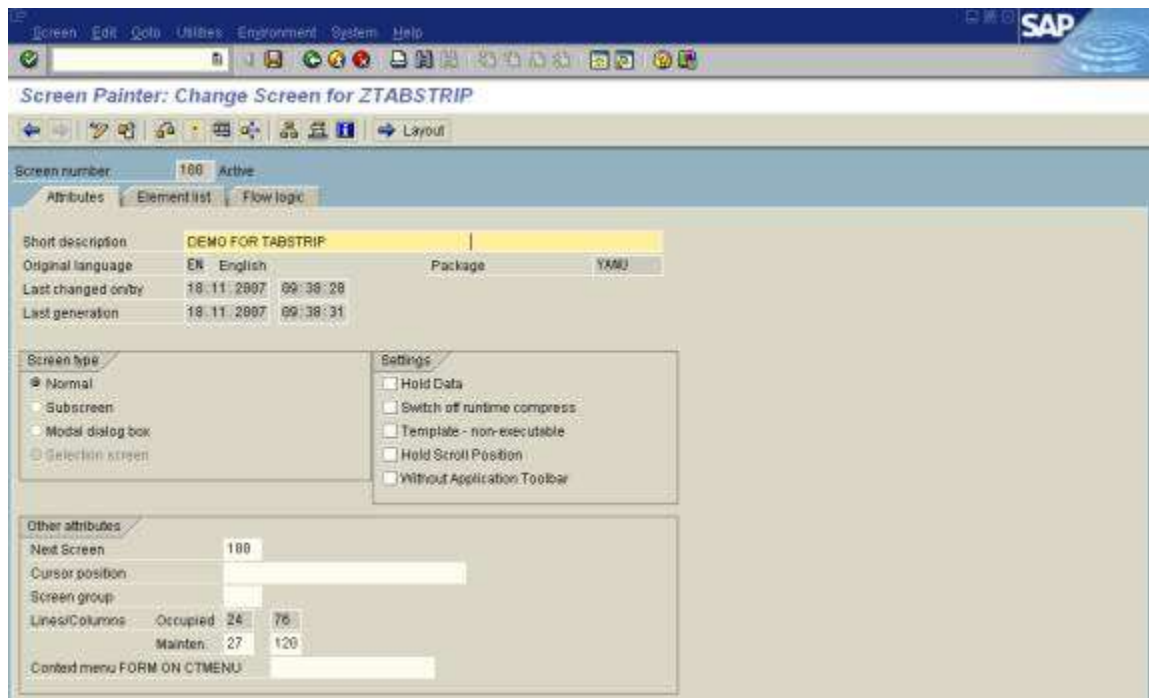 Screen Edit Goto Utilities Environment System Help
SAP
Screen Painter: Change Screen for ZTABSTRIP
Layout
Screen number 100 Active
Attributes Element list Flow logic
Short description DEMO FOR TABSTRIP
Original language EN English Package YANU
Last changed on/by 18.11.2007 09:38:28
Last generation 18.11.2007 09:38:31
Screen type Settings
Normal Hold Data
Subscreen Switch off runtime compress
Modal dialog box Template - non-executable
Selection screen Hold Scroll Position
Without Application Toolbar
Other attributes
Next Screen 100
Cursor position
Screen group
Lines/Columns Occupied 24 76
Mainten. 27 120
Context menu FORM ON CTMENU